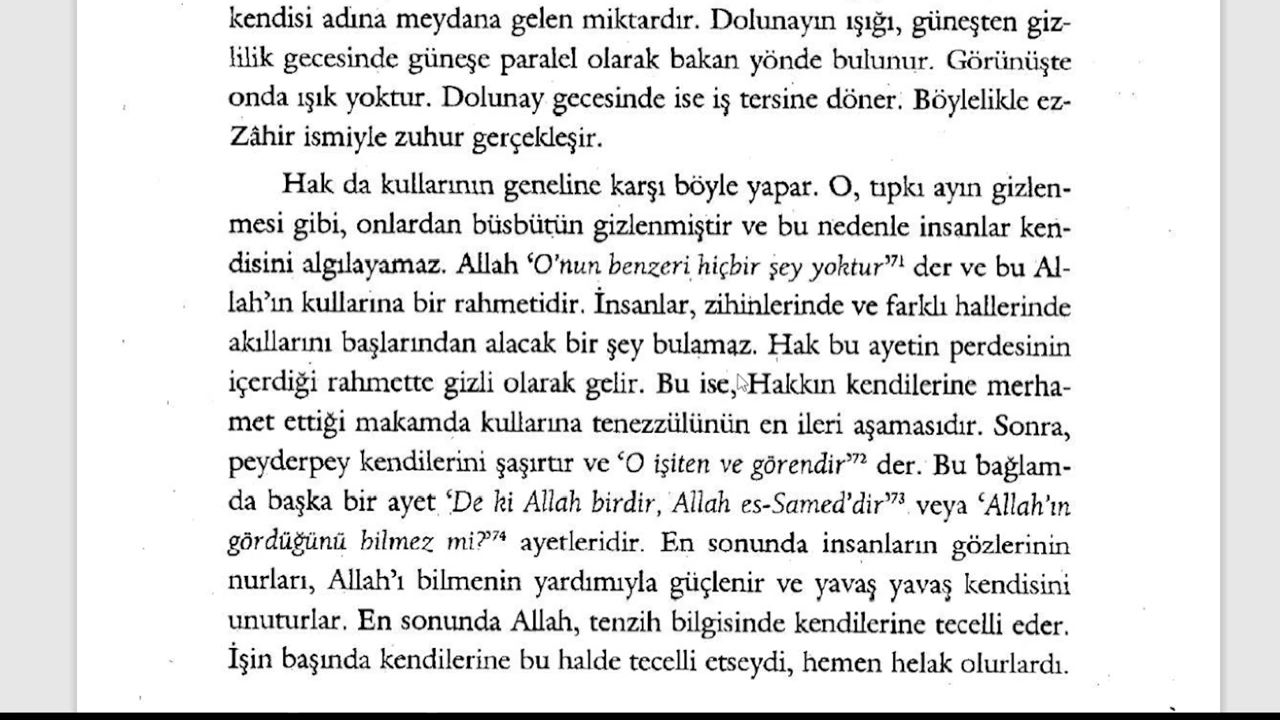 kendisi adına meydana gelen miktardır. Dolunayın ışığı, güneşten giz-
lilik gecesinde güneşe paralel olarak bakan yönde bulunur. Görünüşte
onda ışık yoktur. Dolunay gecesinde ise iş tersine döner. Böylelikle ez-
Zâhir ismiyle zuhur gerçekleşir.
Hak da kullarının geneline karşı böyle yapar. O, tıpkı ayın gizlen-
mesi gibi, onlardan büsbütün gizlenmiştir ve bu nedenle insanlar ken-
disini algılayamaz. Allah ‘O’nun benzeri hiçbir şey yoktur’⁷¹ der ve bu Al-
lah’ın kullarına bir rahmetidir. İnsanlar, zihinlerinde ve farklı hallerinde
akıllarını başlarından alacak bir şey bulamaz. Hak bu ayetin perdesinin
içerdiği rahmette gizli olarak gelir. Bu ise, Hakkın kendilerine merha-
met ettiği makamda kullarına tenezzülünün en ileri aşamasıdır. Sonra,
peyderpey kendilerini şaşırtır ve ‘O işiten ve görendir’⁷² der. Bu bağlam-
da başka bir ayet ‘De ki Allah birdir, Allah es-Samed’dir’⁷³ veya ‘Allah’ın
gördüğünü bilmez mi?’⁷⁴ ayetleridir. En sonunda insanların gözlerinin
nurları, Allah’ı bilmenin yardımıyla güçlenir ve yavaş yavaş kendisini
unuturlar. En sonunda Allah, tenzih bilgisinde kendilerine tecelli eder.
İşin başında kendilerine bu halde tecelli etseydi, hemen helak olurlardı.